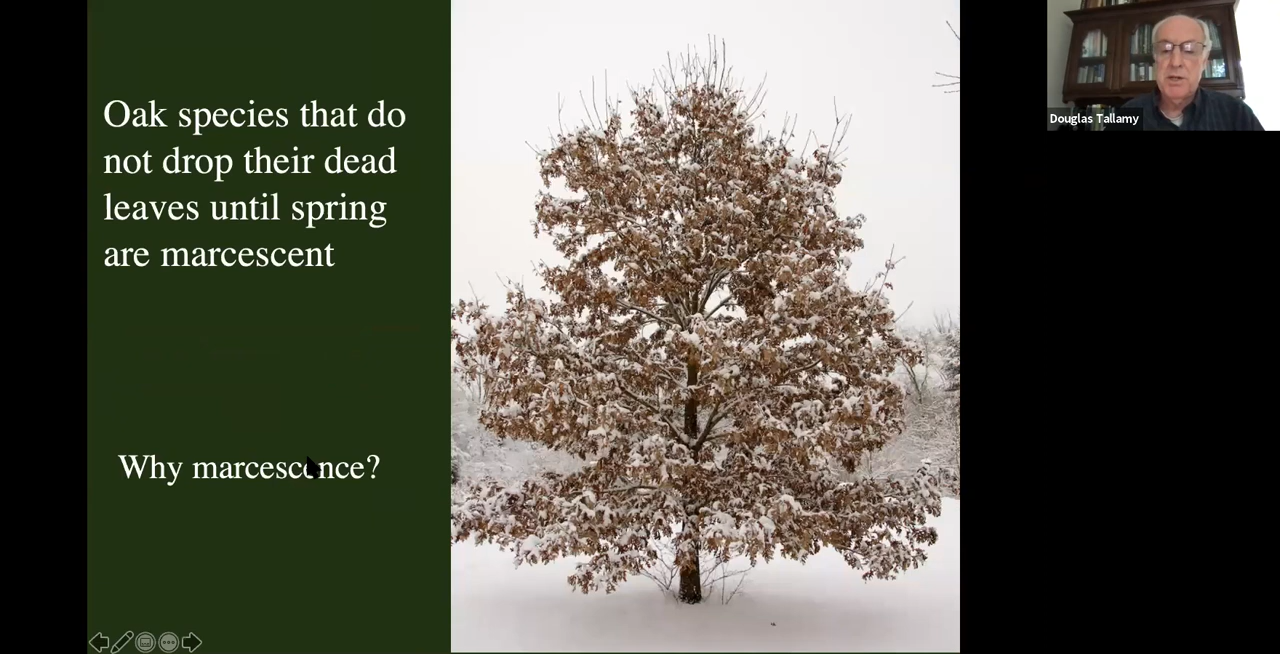 Oak species that do
not drop their dead
leaves until spring
are marcescent
Why marcescence?
Douglas Tallamy